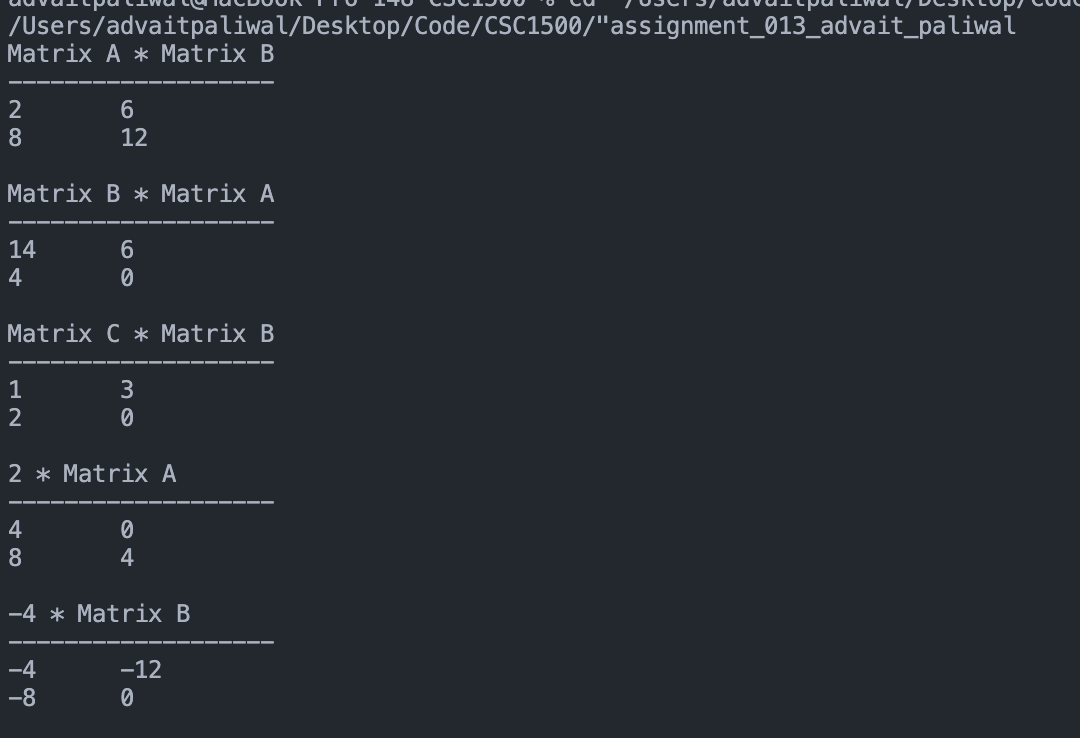 /Users/advaitpaliwal/Desktop/Code/CSC1500/"assignment_013_advait_paliwal
Matrix A * Matrix B
-------------------
2       6
8       12
Matrix B * Matrix A
-------------------
14      6
4       0
Matrix C * Matrix B
-------------------
1       3
2       0
2 * Matrix A
-------------------
4       0
8       4
-4 * Matrix B
-------------------
-4      -12
-8      0